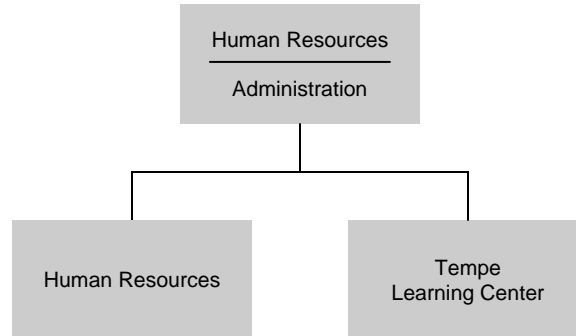 Human Resources
Administration
Human Resources
Tempe
Learning Center